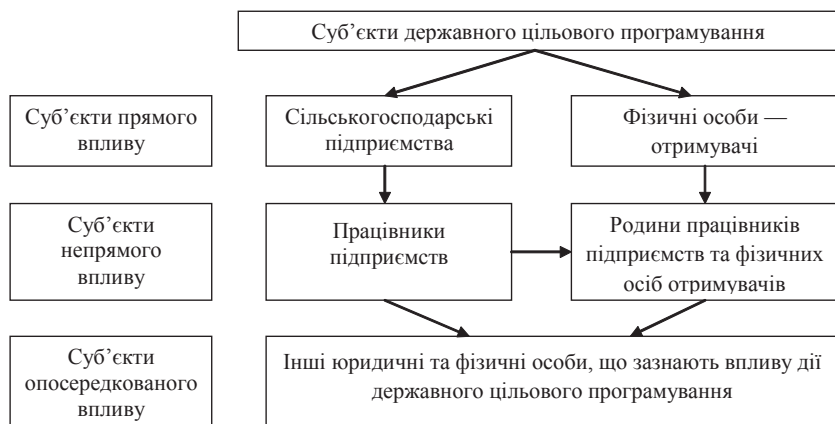 Суб’єкти державного цільового програмування
Суб’єкти прямого
впливу
Сільськогосподарські
підприємства
Фізичні особи —
отримувачі
Суб’єкти
непрямого
впливу
Працівники
підприємств
Родини працівників
підприємств та фізичних
осіб отримувачів
Суб’єкти
опосередкованого
впливу
Інші юридичні та фізичні особи, що зазнають впливу дії
державного цільового програмування